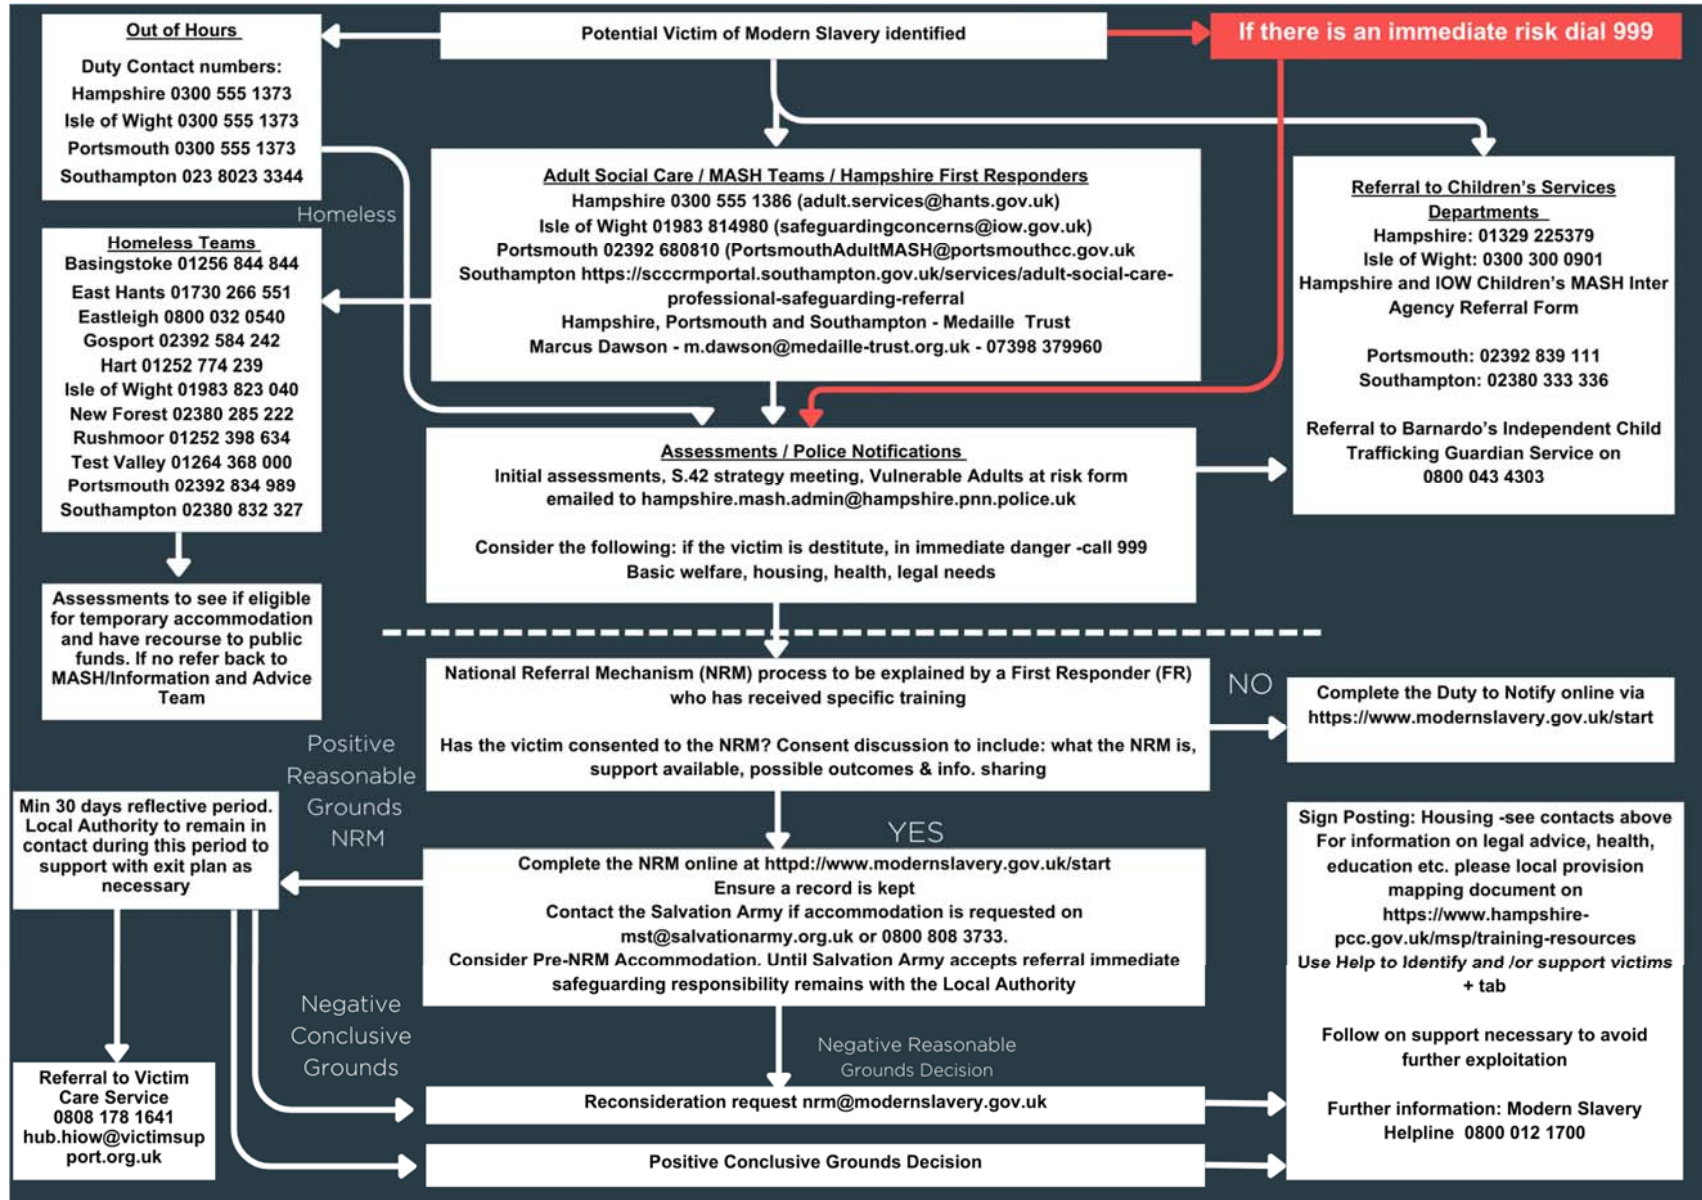 Out of Hours
Duty Contact numbers:
Hampshire 0300 555 1373
Isle of Wight 0300 555 1373
Portsmouth 0300 555 1373
Southampton 023 8023 3344
Potential Victim of Modern Slavery identified
If there is an immediate risk dial 999
Adult Social Care / MASH Teams / Hampshire First Responders
Hampshire 0300 555 1386 (adult.services@hants.gov.uk)
Isle of Wight 01983 814980 (safeguardingconcerns@iow.gov.uk)
Portsmouth 02392 680810 (PortsmouthAdultMASH@portsmouthcc.gov.uk
Southampton https://scccrmportal.southampton.gov.uk/services/adult-social-care-
professional-safeguarding-referral
Hampshire, Portsmouth and Southampton - Medaille Trust
Marcus Dawson - m.dawson@medaille-trust.org.uk - 07398 379960
Referral to Children's Services
Departments
Hampshire: 01329 225379
Isle of Wight: 0300 300 0901
Hampshire and IOW Children's MASH Inter
Agency Referral Form
Portsmouth: 02392 839 111
Southampton: 02380 333 336
Referral to Barnardo's Independent Child
Trafficking Guardian Service on
0800 043 4303
Homeless
Homeless Teams
Basingstoke 01256 844 844
East Hants 01730 266 551
Eastleigh 0800 032 0540
Gosport 02392 584 242
Hart 01252 774 239
Isle of Wight 01983 823 040
New Forest 02380 285 222
Rushmoor 01252 398 634
Test Valley 01264 368 000
Portsmouth 02392 834 989
Southampton 02380 832 327
Assessments / Police Notifications
Initial assessments, S.42 strategy meeting, Vulnerable Adults at risk form
emailed to hampshire.mash.admin@hampshire.pnn.police.uk
Consider the following: if the victim is destitute, in immediate danger -call 999
Basic welfare, housing, health, legal needs
Assessments to see if eligible
for temporary accommodation
and have recourse to public
funds. If no refer back to
MASH/Information and Advice
Team
National Referral Mechanism (NRM) process to be explained by a First Responder (FR)
who has received specific training
Has the victim consented to the NRM? Consent discussion to include: what the NRM is,
support available, possible outcomes & info. sharing
NO
Complete the Duty to Notify online via
https://www.modernslavery.gov.uk/start
Positive
Reasonable
Grounds
NRM
Min 30 days reflective period.
Local Authority to remain in
contact during this period to
support with exit plan as
necessary
YES
Complete the NRM online at httpd://www.modernslavery.gov.uk/start
Ensure a record is kept
Contact the Salvation Army if accommodation is requested on
mst@salvationarmy.org.uk or 0800 808 3733.
Consider Pre-NRM Accommodation. Until Salvation Army accepts referral immediate
safeguarding responsibility remains with the Local Authority
Sign Posting: Housing -see contacts above
For information on legal advice, health,
education etc. please local provision
mapping document on
https://www.hampshire-
pcc.gov.uk/msp/training-resources
Use Help to Identify and /or support victims
+ tab
Follow on support necessary to avoid
further exploitation
Further information: Modern Slavery
Helpline 0800 012 1700
Negative
Conclusive
Grounds
Negative Reasonable
Grounds Decision
Referral to Victim
Care Service
0808 178 1641
hub.hiow@victimsup
port.org.uk
Reconsideration request nrm@modernslavery.gov.uk
Positive Conclusive Grounds Decision